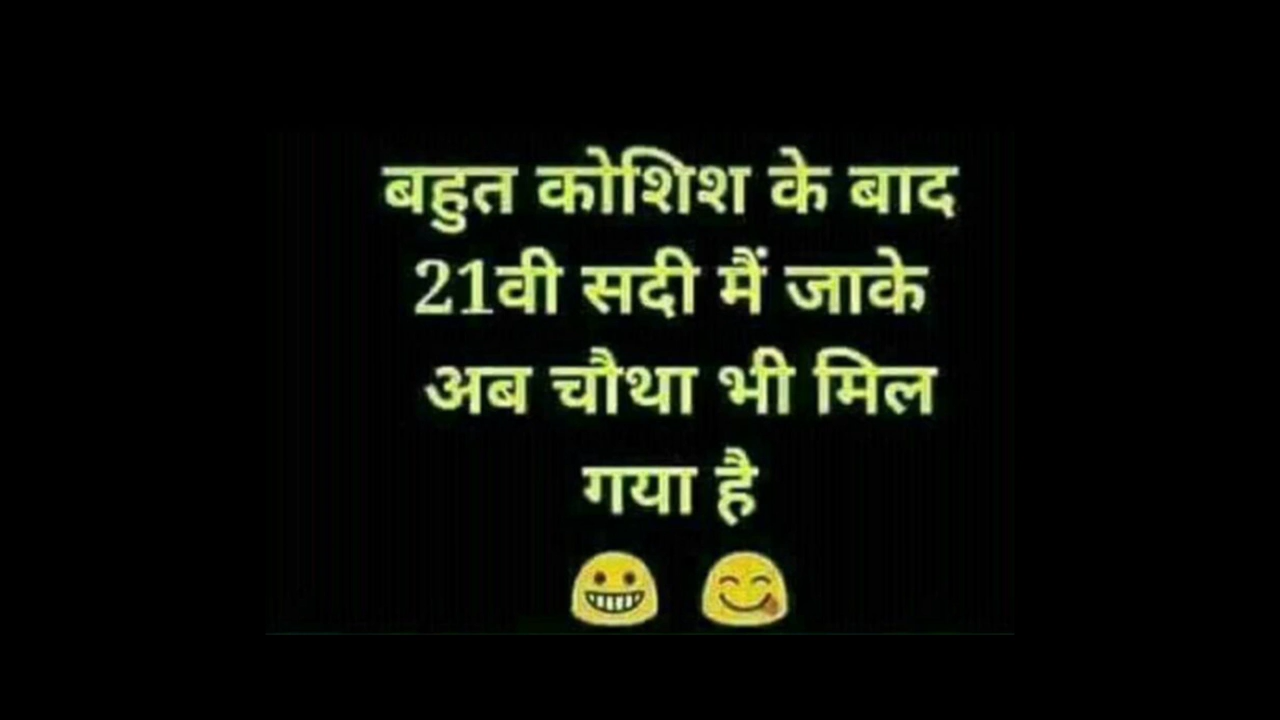 बहुत कोशिश के बाद
21वी सदी मैं जाके
अब चौथा भी मिल
गया है
😀 😋